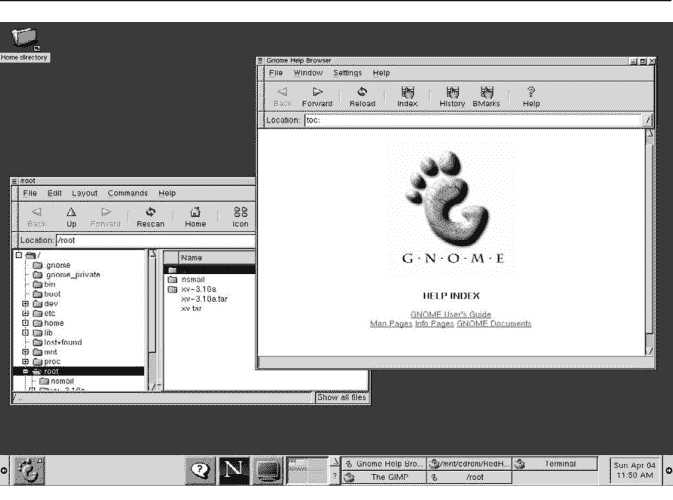 Home directory
Gnome Help Browser
File Window Settings Help
Back Forward Reload Index History BMarks Help
Location: toc:
G·N·O·M·E
HELP INDEX
GNOME User's Guide
Man Pages Info Pages GNOME Documents
/root
File Edit Layout Commands Help
Back Up Forward Rescan Home Icon
Location: /root
/
.gnome
.gnome_private
bin
boot
dev
etc
home
lib
lost+found
mnt
proc
root
nsmail
xv-3.10a
Name
..
nsmail
xv-3.10a
xv-3.10a.tar
xv.tar
/ ..
Show all files
N
Gnome Help Bro... /mnt/cdrom/RedH... Terminal
The GIMP /root
Sun Apr 04
11:50 AM